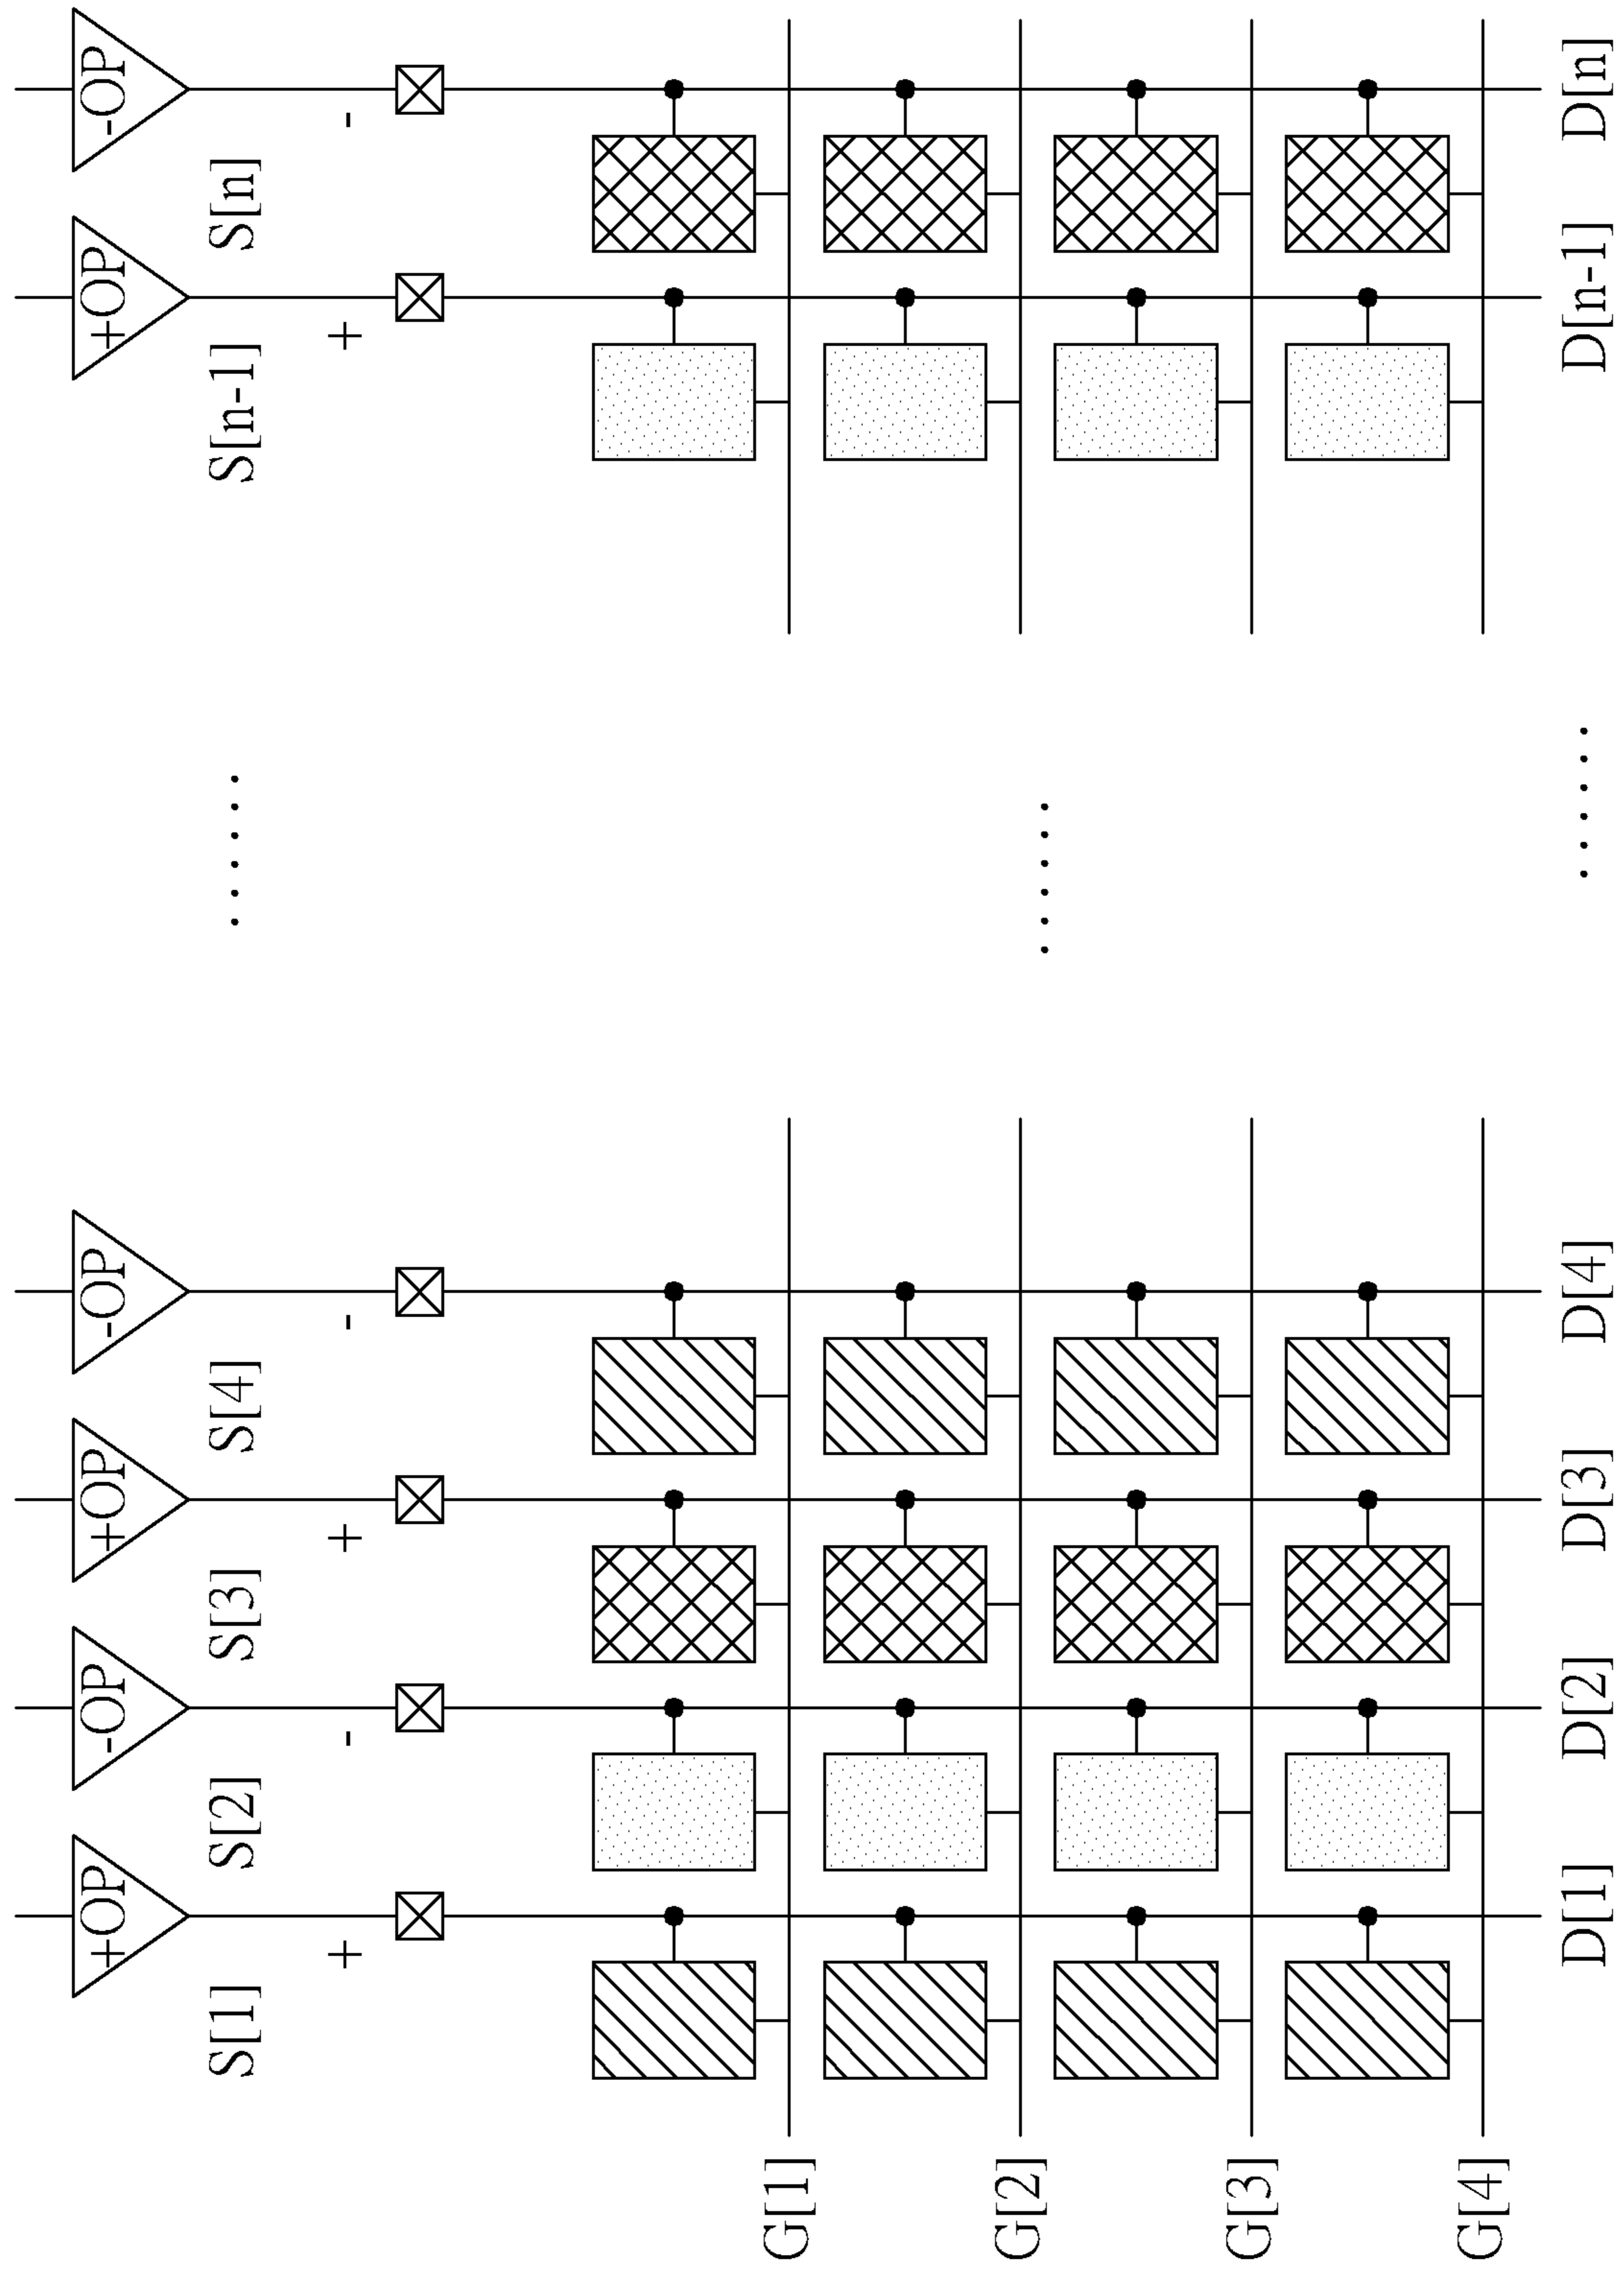 +OP -OP +OP -OP +OP -OP
S[1] S[2] S[3] S[4] ...... S[n-1] S[n]
+ - + - + -
G[1]
G[2]
......
G[3]
G[4]
D[1] D[2] D[3] D[4] ...... D[n-1] D[n]